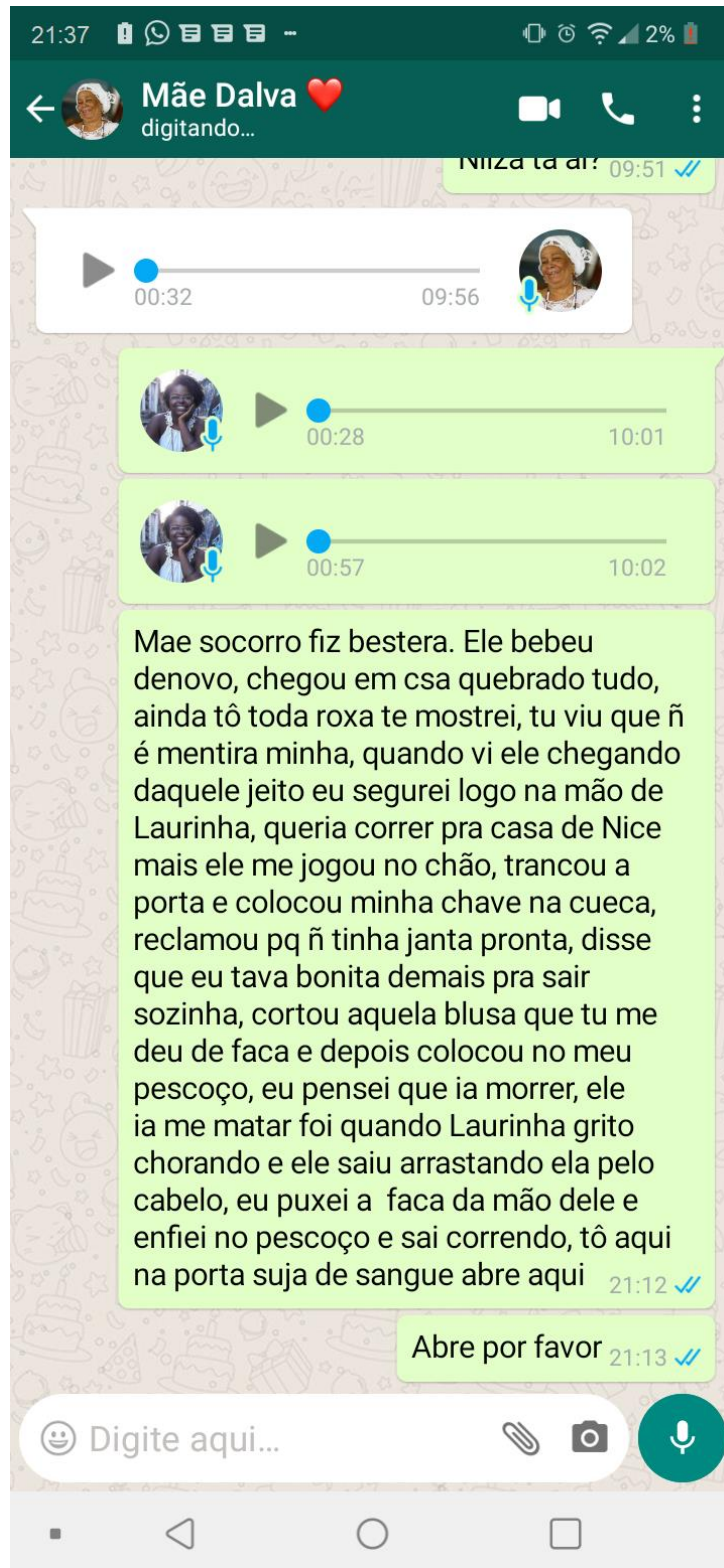 21:37
2%
Mãe Dalva ❤️
digitando...
Nilza tá aí? 09:51
00:32 09:56
00:28 10:01
00:57 10:02
Mae socorro fiz bestera. Ele bebeu
denovo, chegou em csa quebrado tudo,
ainda tô toda roxa te mostrei, tu viu que ñ
é mentira minha, quando vi ele chegando
daquele jeito eu segurei logo na mão de
Laurinha, queria correr pra casa de Nice
mais ele me jogou no chão, trancou a
porta e colocou minha chave na cueca,
reclamou pq ñ tinha janta pronta, disse
que eu tava bonita demais pra sair
sozinha, cortou aquela blusa que tu me
deu de faca e depois colocou no meu
pescoço, eu pensei que ia morrer, ele
ia me matar foi quando Laurinha grito
chorando e ele saiu arrastando ela pelo
cabelo, eu puxei a faca da mão dele e
enfiei no pescoço e sai correndo, tô aqui
na porta suja de sangue abre aqui 21:12
Abre por favor 21:13
Digite aqui...